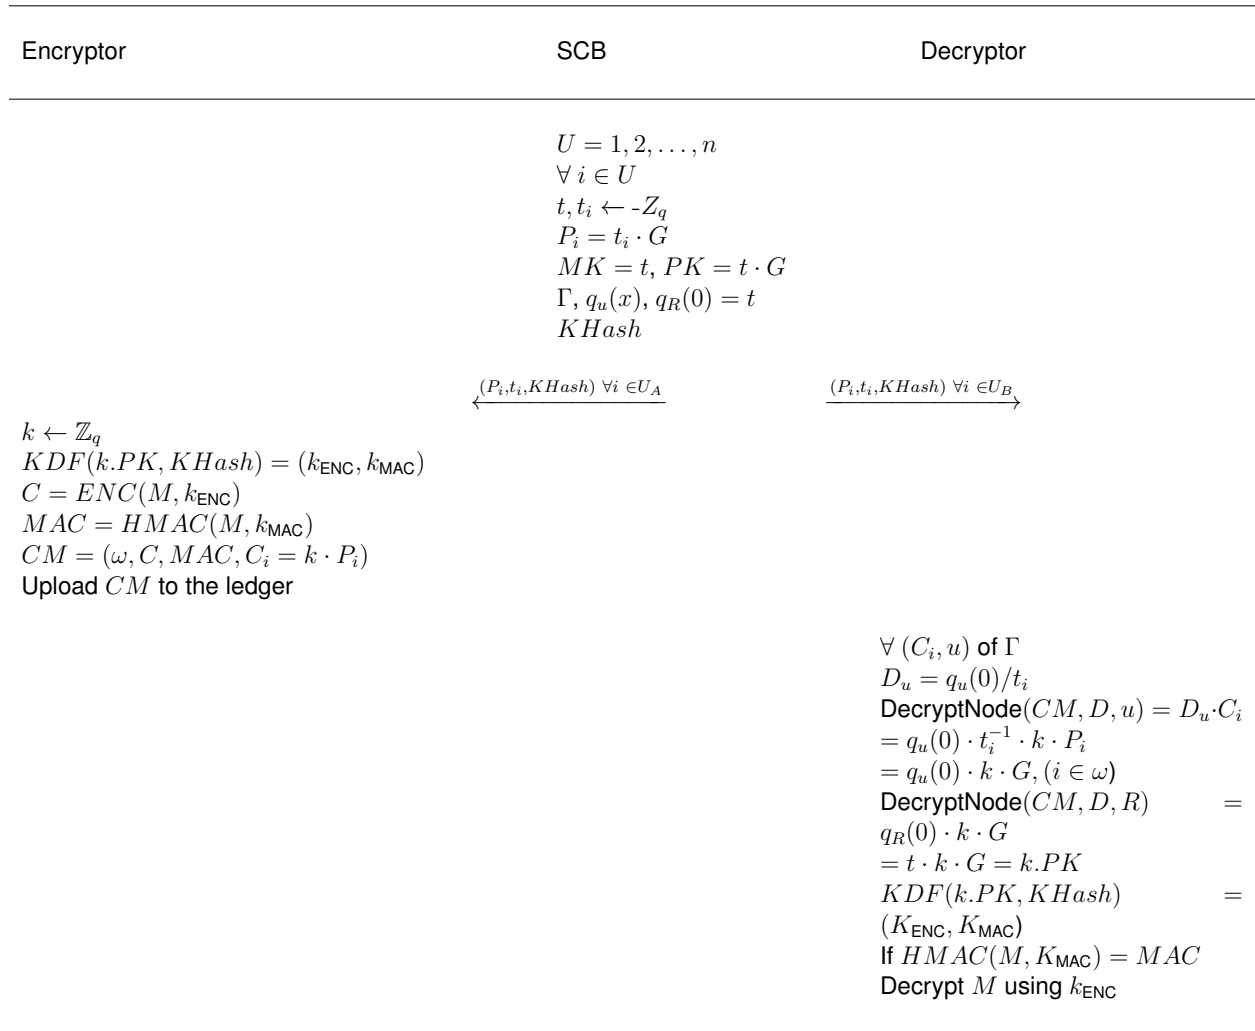 Encryptor SCB Decryptor
U = 1, 2, . . . , n
∀ i ∈ U
t, t_i ← -Z_q
P_i = t_i · G
MK = t, PK = t · G
Γ, q_u(x), q_R(0) = t
KHash
(P_i,t_i,KHash) ∀i ∈U_A (P_i,t_i,KHash) ∀i ∈U_B
k ← ℤ_q
KDF(k.PK, KHash) = (k_ENC, k_MAC)
C = ENC(M, k_ENC)
MAC = HMAC(M, k_MAC)
CM = (ω, C, MAC, C_i = k · P_i)
Upload CM to the ledger
∀ (C_i, u) of Γ
D_u = q_u(0)/t_i
DecryptNode(CM, D, u) = D_u·C_i
= q_u(0) · t_i^{-1} · k · P_i
= q_u(0) · k · G, (i ∈ ω)
DecryptNode(CM, D, R) =
q_R(0) · k · G
= t · k · G = k.PK
KDF(k.PK, KHash) =
(K_ENC, K_MAC)
If HMAC(M, K_MAC) = MAC
Decrypt M using k_ENC